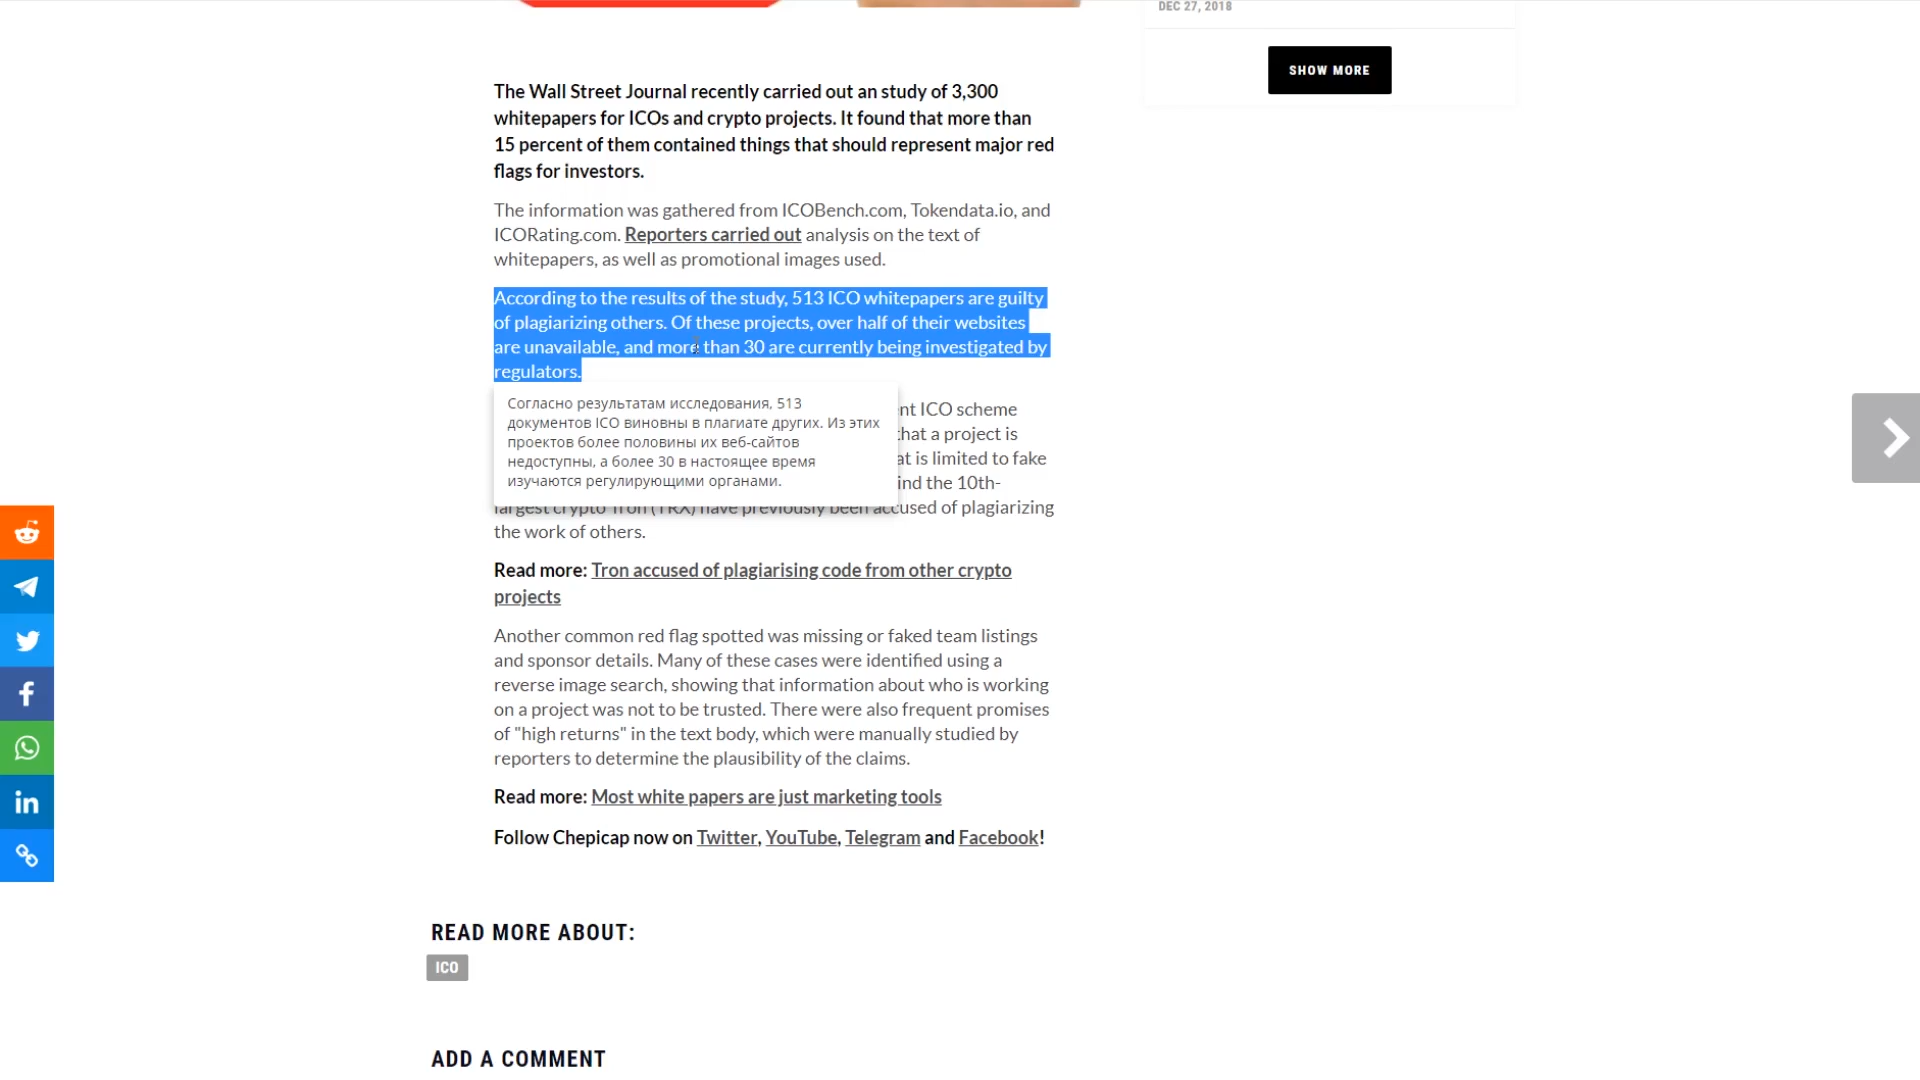 DEC 27, 2018
SHOW MORE
The Wall Street Journal recently carried out an study of 3,300
whitepapers for ICOs and crypto projects. It found that more than
15 percent of them contained things that should represent major red
flags for investors.
The information was gathered from ICOBench.com, Tokendata.io, and
ICORating.com. Reporters carried out analysis on the text of
whitepapers, as well as promotional images used.
According to the results of the study, 513 ICO whitepapers are guilty
of plagiarizing others. Of these projects, over half of their websites
are unavailable, and more than 30 are currently being investigated by
regulators.
Согласно результатам исследования, 513
документов ICO виновны в плагиате других. Из этих
проектов более половины их веб-сайтов
недоступны, а более 30 в настоящее время
изучаются регулирующими органами.
nt ICO scheme
that a project is
at is limited to fake
ind the 10th-
largest crypto Tron (TRX) have previously been accused of plagiarizing
the work of others.
Read more: Tron accused of plagiarising code from other crypto
projects
Another common red flag spotted was missing or faked team listings
and sponsor details. Many of these cases were identified using a
reverse image search, showing that information about who is working
on a project was not to be trusted. There were also frequent promises
of "high returns" in the text body, which were manually studied by
reporters to determine the plausibility of the claims.
Read more: Most white papers are just marketing tools
Follow Chepicap now on Twitter, YouTube, Telegram and Facebook!
READ MORE ABOUT:
ICO
ADD A COMMENT